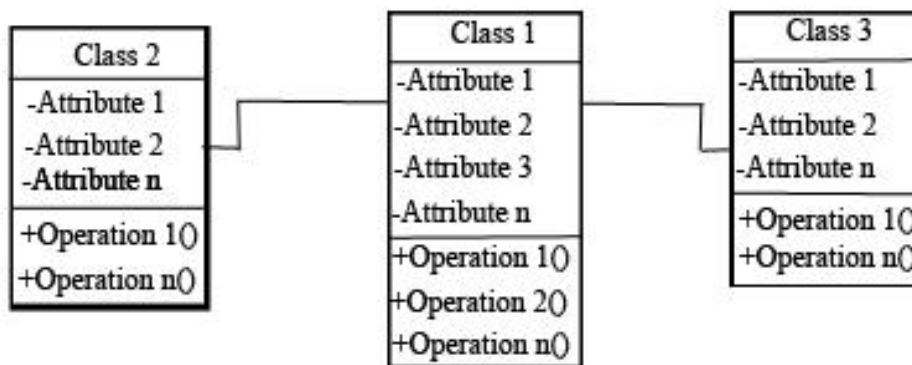 Class 2
-Attribute 1
-Attribute 2
-Attribute n
+Operation 1()
+Operation n()
Class 1
-Attribute 1
-Attribute 2
-Attribute 3
-Attribute n
+Operation 1()
+Operation 2()
+Operation n()
Class 3
-Attribute 1
-Attribute 2
-Attribute n
+Operation 1()
+Operation n()